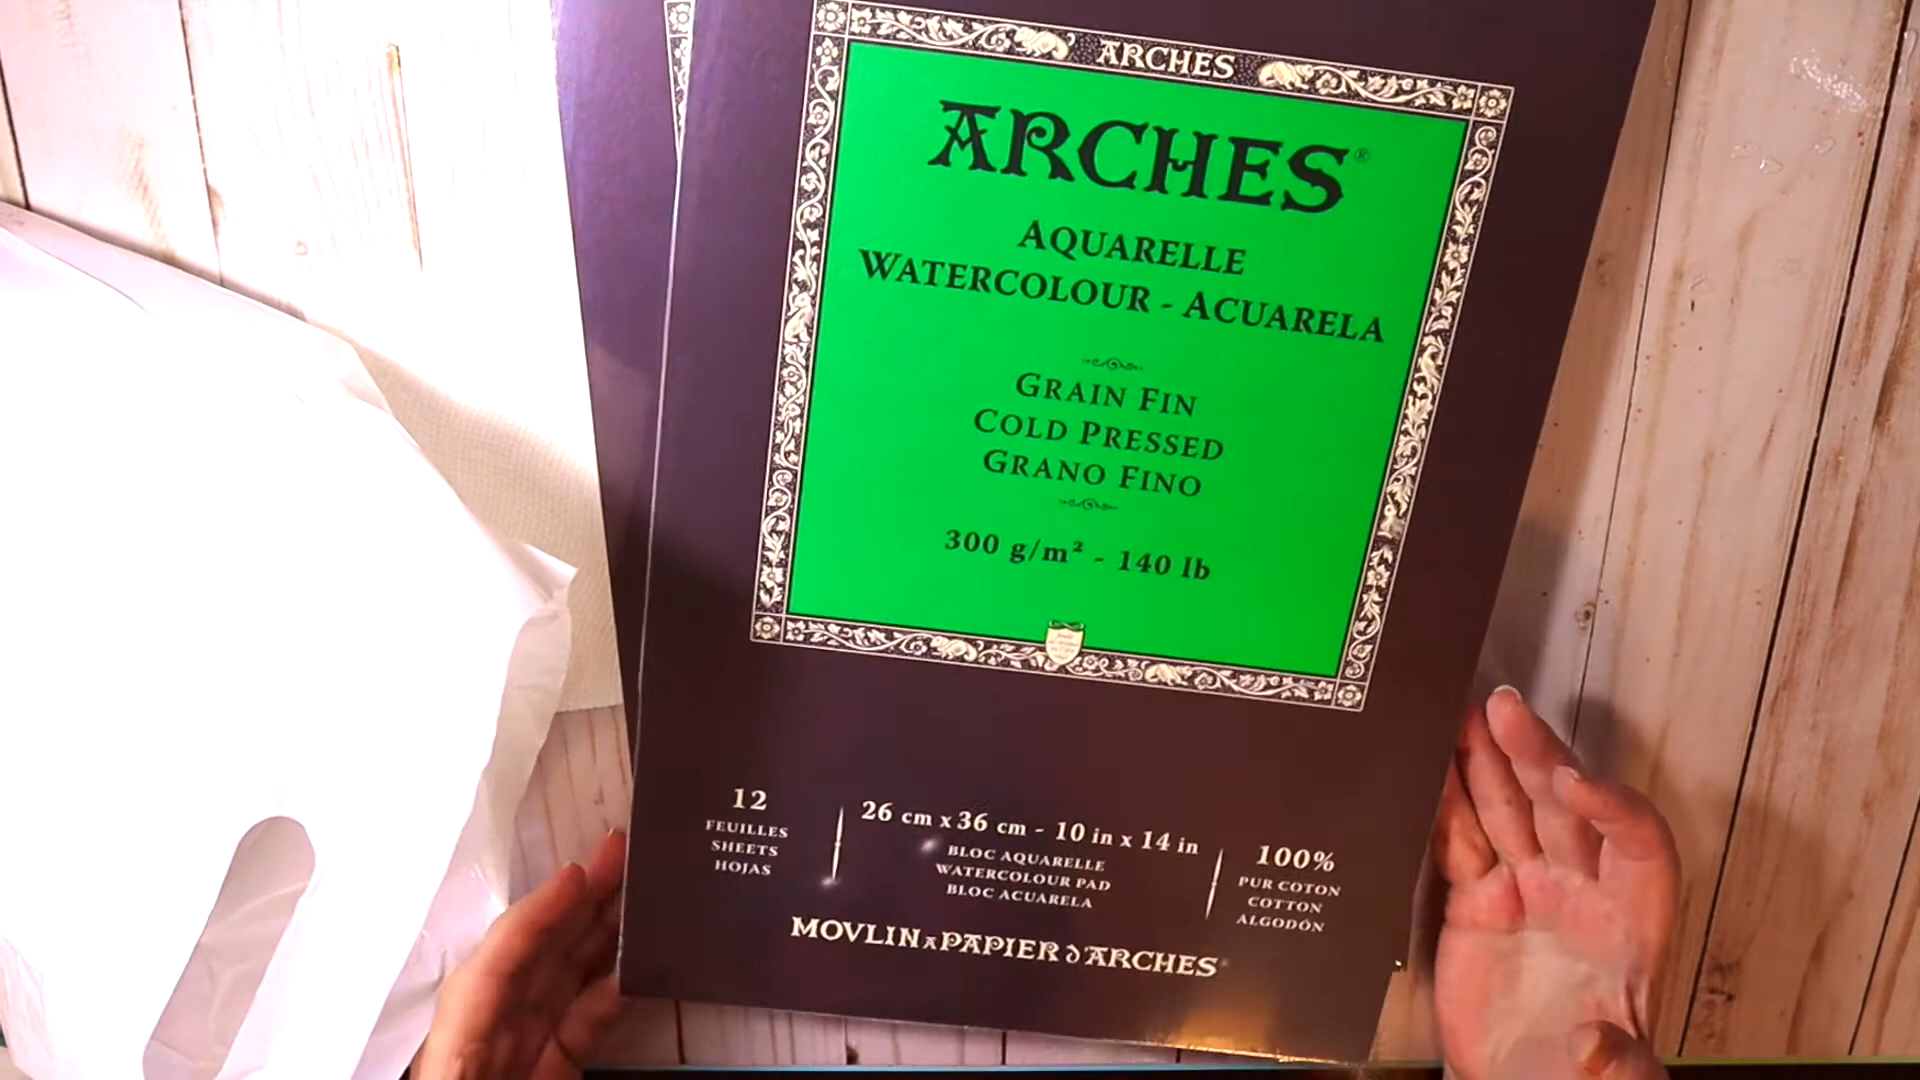 ARCHES
ARCHES®
AQUARELLE
WATERCOLOUR - ACUARELA
GRAIN FIN
COLD PRESSED
GRANO FINO
300 g/m² - 140 lb
12
FEUILLES
SHEETS
HOJAS
26 cm x 36 cm - 10 in x 14 in
BLOC AQUARELLE
WATERCOLOUR PAD
BLOC ACUARELA
100%
PUR COTON
COTTON
ALGODÓN
MOVLIN A PAPIER D'ARCHES